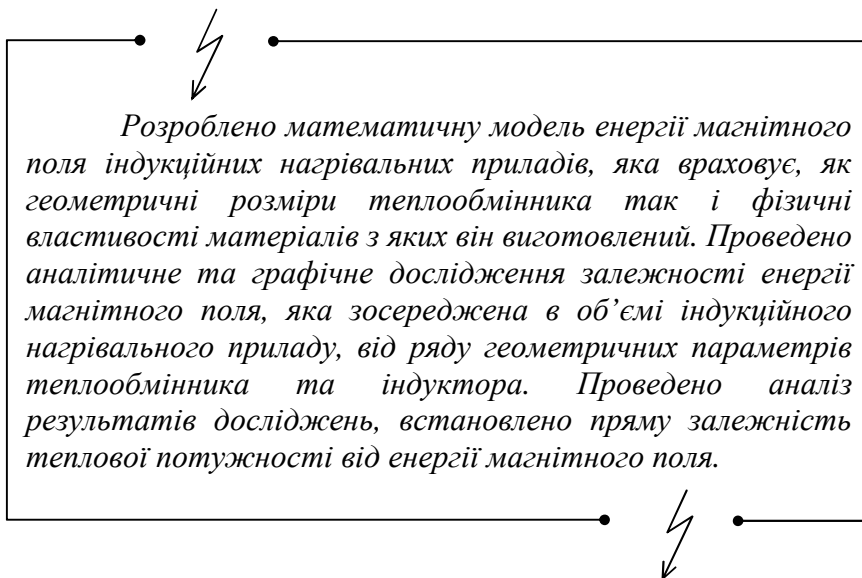 Розроблено математичну модель енергії магнітного
поля індукційних нагрівальних приладів, яка враховує, як
геометричні розміри теплообмінника так і фізичні
властивості матеріалів з яких він виготовлений. Проведено
аналітичне та графічне дослідження залежності енергії
магнітного поля, яка зосереджена в об’ємі індукційного
нагрівального приладу, від ряду геометричних параметрів
теплообмінника та індуктора. Проведено аналіз
результатів досліджень, встановлено пряму залежність
теплової потужності від енергії магнітного поля.